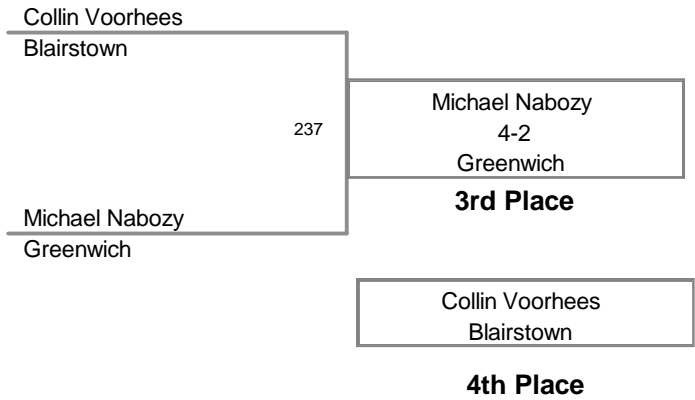 Collin Voorhees
Blairstown
237
Michael Nabozy
4-2
Greenwich
3rd Place
Michael Nabozy
Greenwich
Collin Voorhees
Blairstown
4th Place